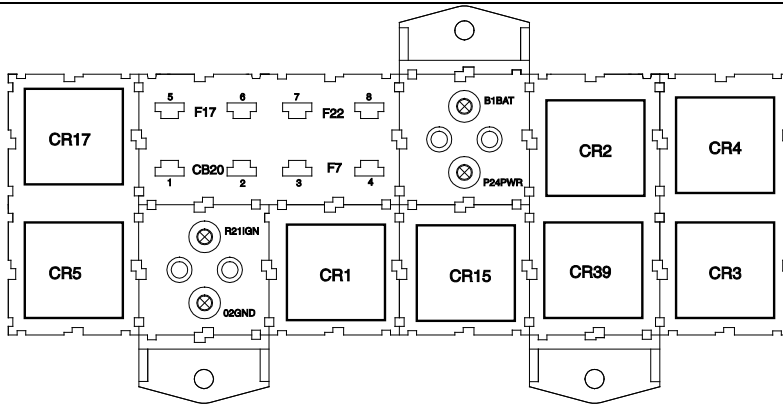 5 6 7 8
F17 F22
B1BAT
CR17
CR2
CR4
CB20 F7
1 2 3 4
P24PWR
R21IGN
CR5
CR1
CR15
CR39
CR3
02GND